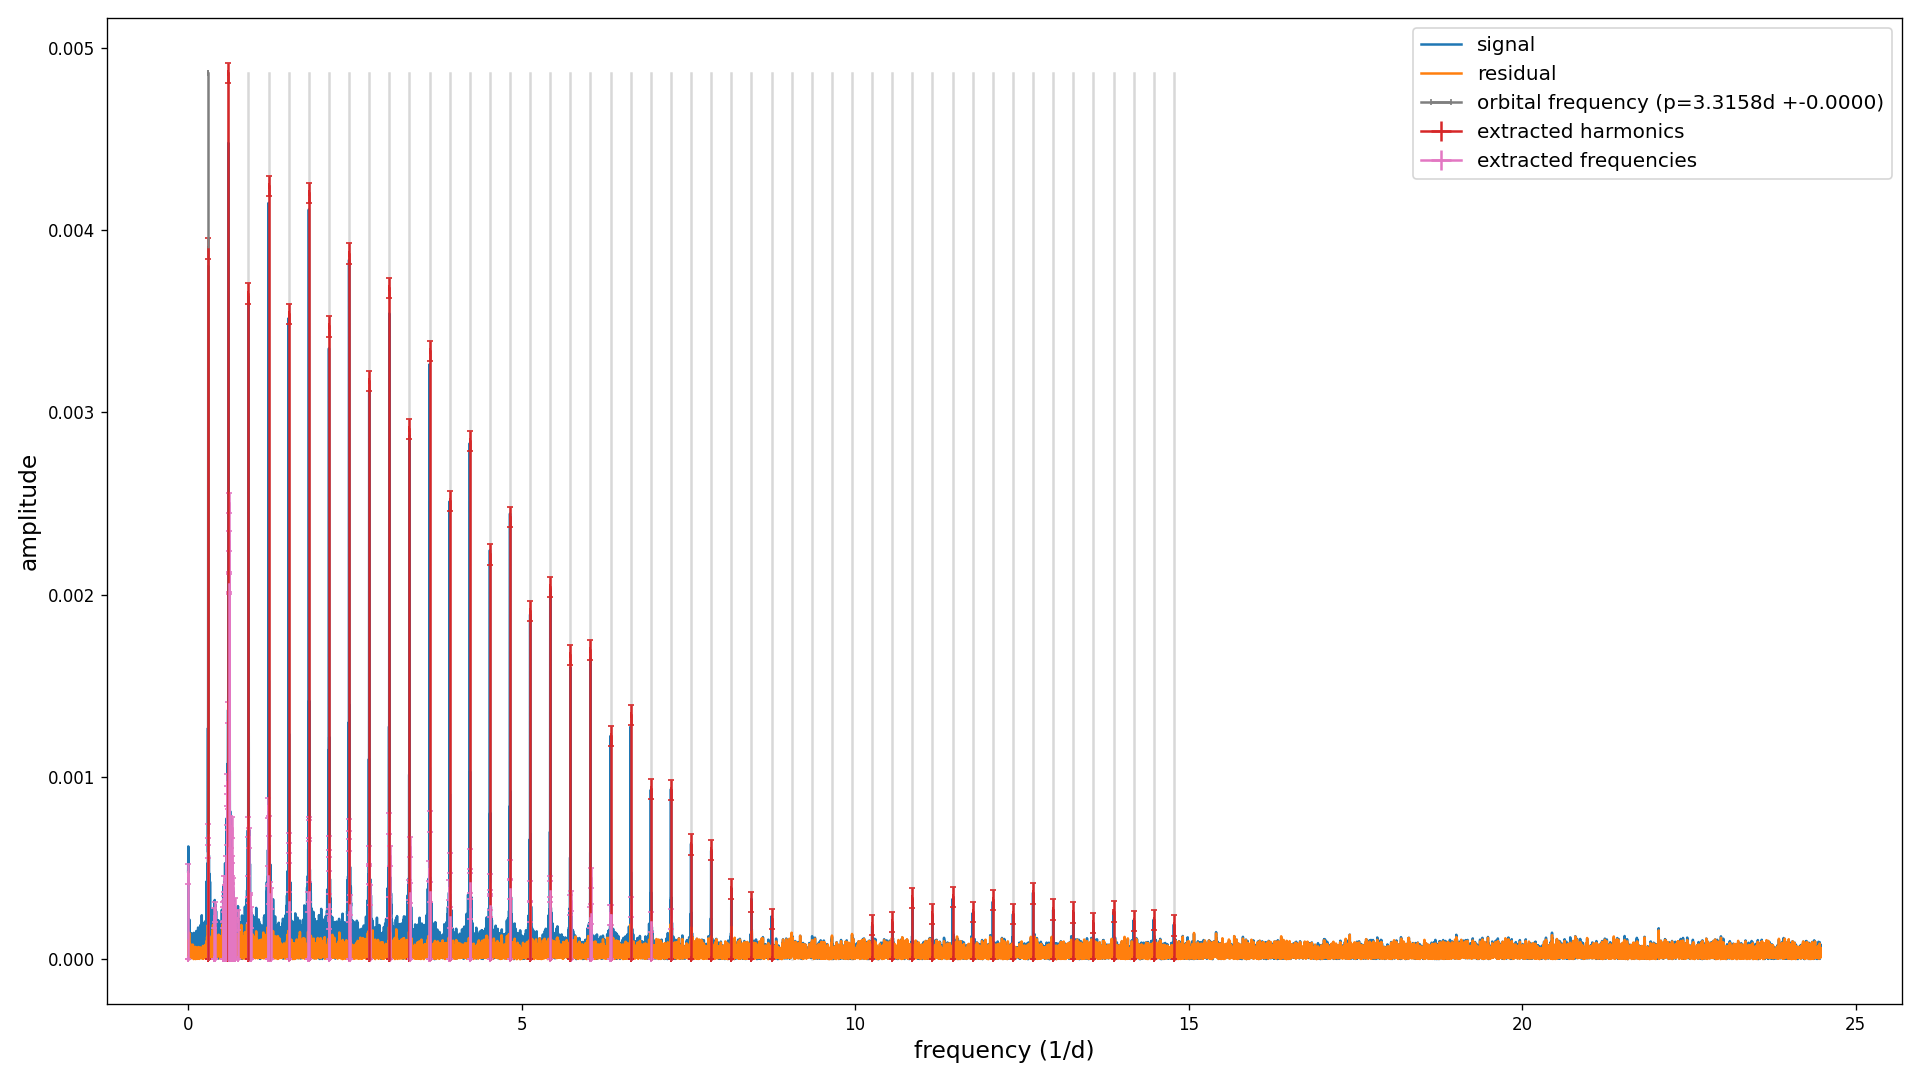 signal
residual
orbital frequency (p=3.3158d +-0.0000)
extracted harmonics
extracted frequencies
0.005
0.004
0.003
0.002
0.001
0.000
amplitude
0 5 10 15 20 25
frequency (1/d)